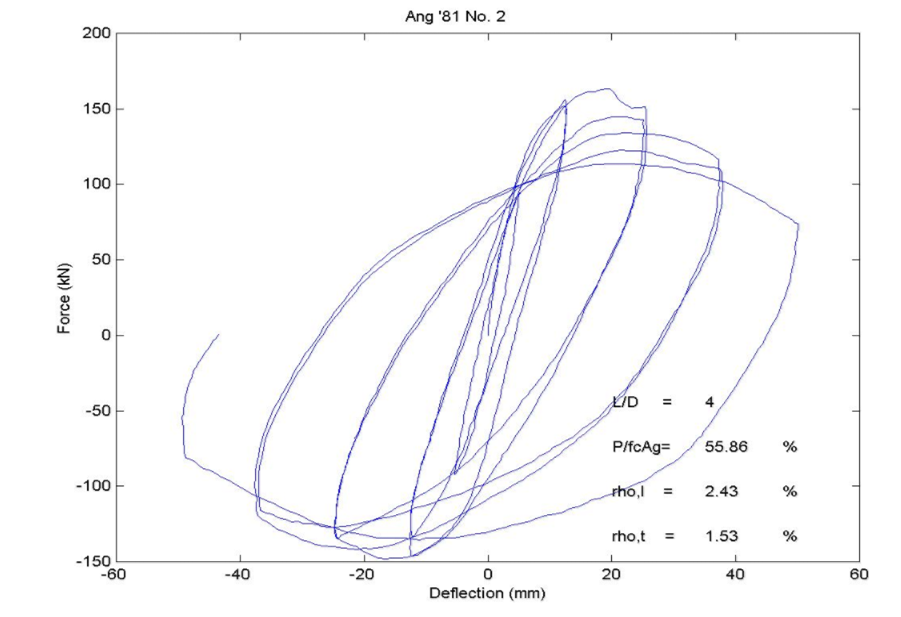 Ang '81 No. 2
200
150
100
50
0
-50
-100
-150
Force (kN)
L/D = 4
P/fcAg= 55.86 %
rho,l = 2.43 %
rho,t = 1.53 %
-60 -40 -20 0 20 40 60
Deflection (mm)